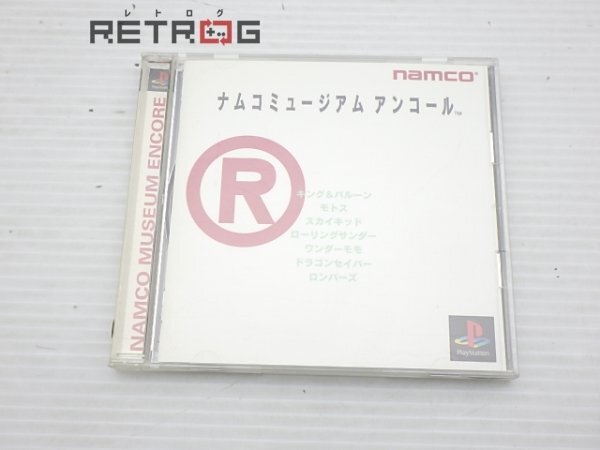 レトログ
RETROG
NAMCO MUSEUM ENCORE
namco®
ナムコミュージアム アンコール™
R
キング&バルーン
モトス
スカイキッド
ローリングサンダー
ワンダーモモ
ドラゴンセイバー
ロンパーズ
PlayStation